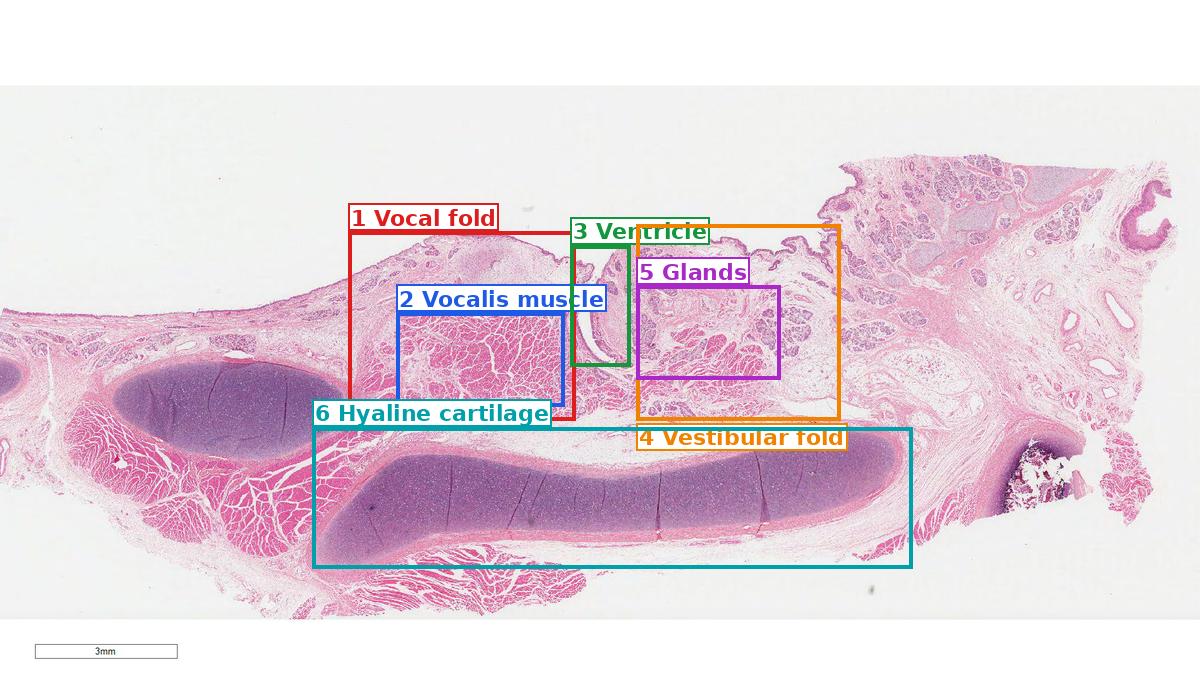 1 Vocal fold
3 Ventricle
5 Glands
2 Vocalis muscle
6 Hyaline cartilage
4 Vestibular fold
3mm